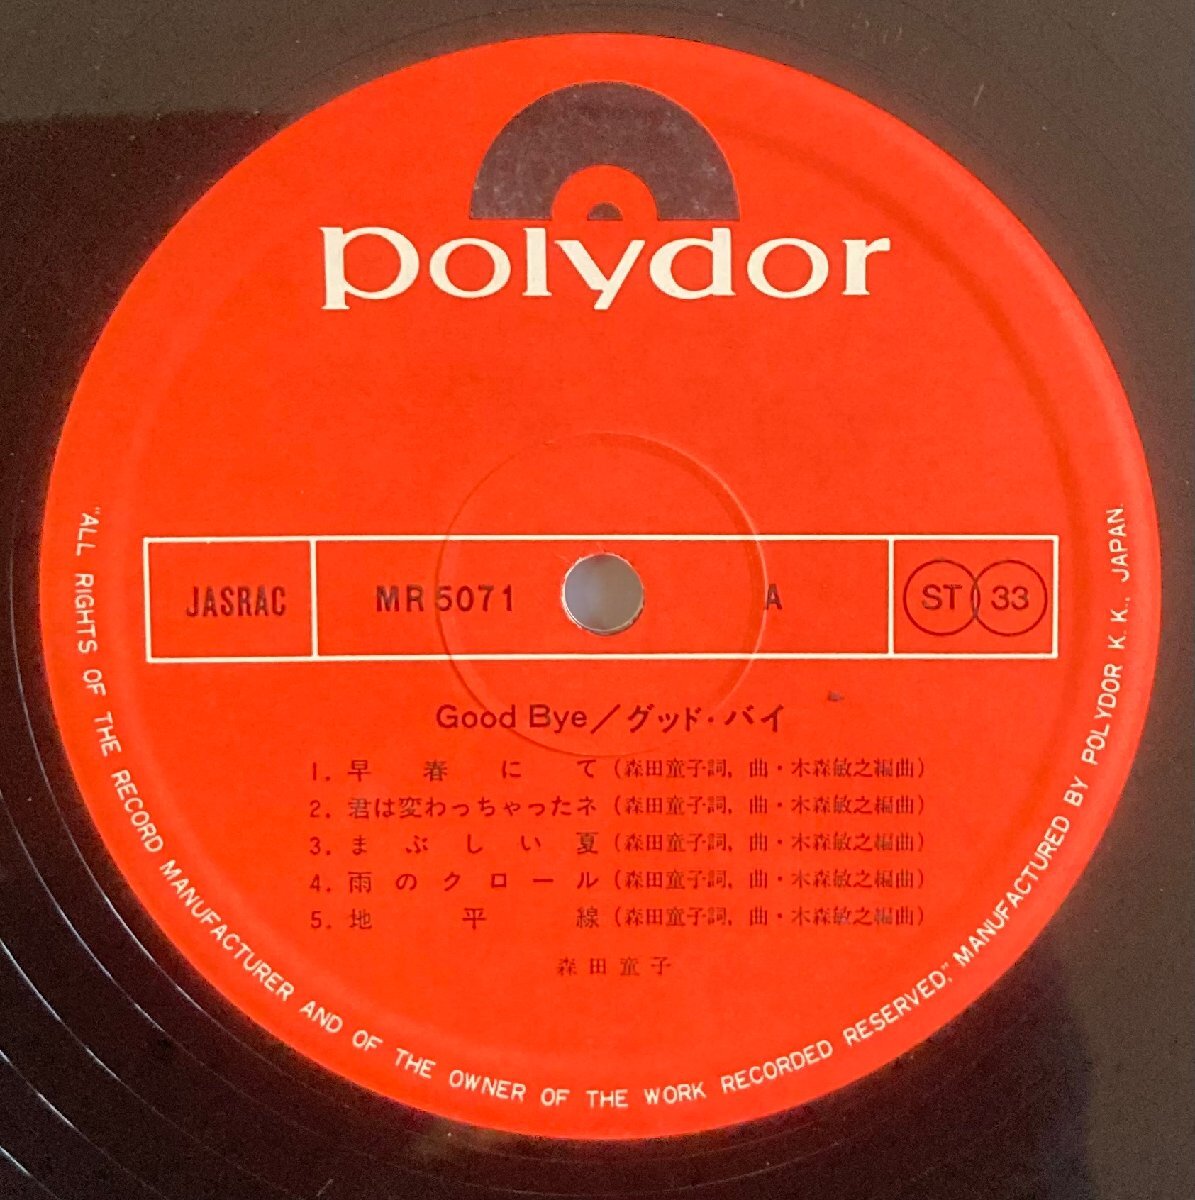 polydor
JASRAC MR 5071 A ST 33
Good Bye／グッド・バイ
1. 早春にて（森田童子詞，曲・木森敏之編曲）
2. 君は変わっちゃったネ（森田童子詞，曲・木森敏之編曲）
3. まぶしい夏（森田童子詞，曲・木森敏之編曲）
4. 雨のクロール（森田童子詞，曲・木森敏之編曲）
5. 地平線（森田童子詞，曲・木森敏之編曲）
森田童子
"ALL RIGHTS OF THE RECORD MANUFACTURER AND OF THE OWNER OF THE WORK RECORDED RESERVED," MANUFACTURED BY POLYDOR K. K., JAPAN.